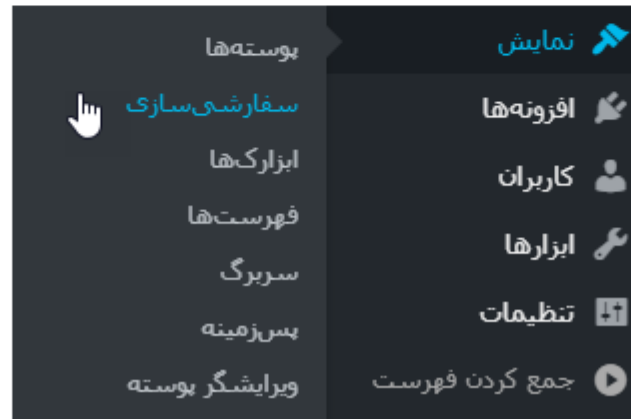 نمایش
افزونه‌ها
کاربران
ابزارها
تنظیمات
جمع کردن فهرست
پوسته‌ها
سفارشی‌سازی
ابزارک‌ها
فهرست‌ها
سربرگ
پس‌زمینه
ویرایشگر پوسته